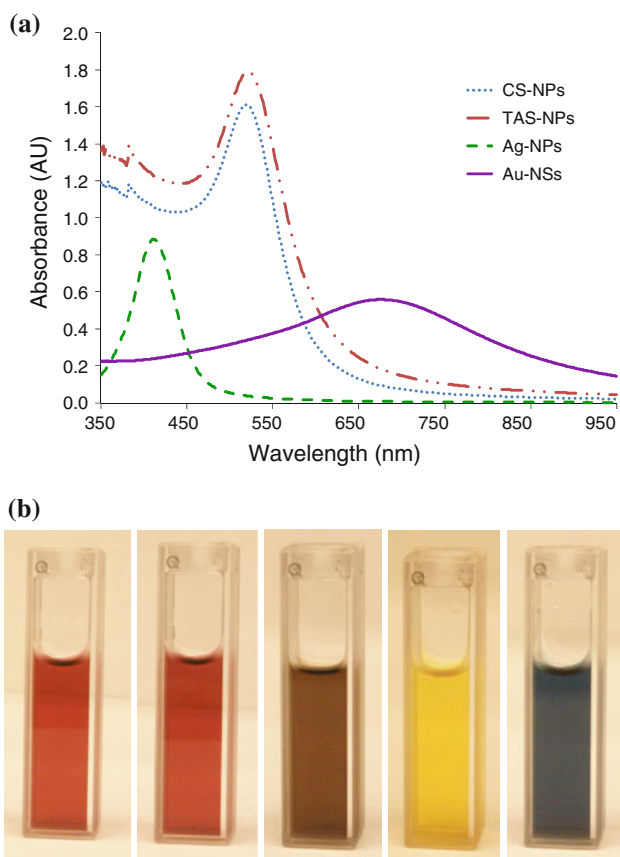 (a)
2.0
1.8
1.6
1.4
1.2
1.0
0.8
0.6
0.4
0.2
0.0
Absorbance (AU)
CS-NPs
TAS-NPs
Ag-NPs
Au-NSs
350 450 550 650 750 850 950
Wavelength (nm)
(b)
Q
Q
Q
Q
Q